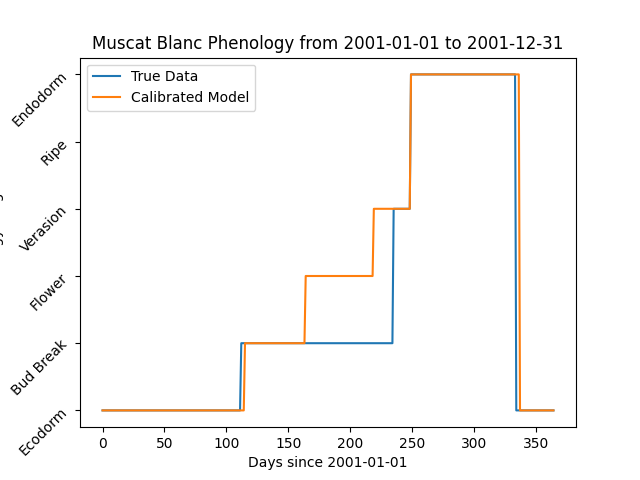 Muscat Blanc Phenology from 2001-01-01 to 2001-12-31
True Data
Calibrated Model
Endodorm
Ripe
Verasion
Flower
Bud Break
Ecodorm
0 50 100 150 200 250 300 350
Days since 2001-01-01